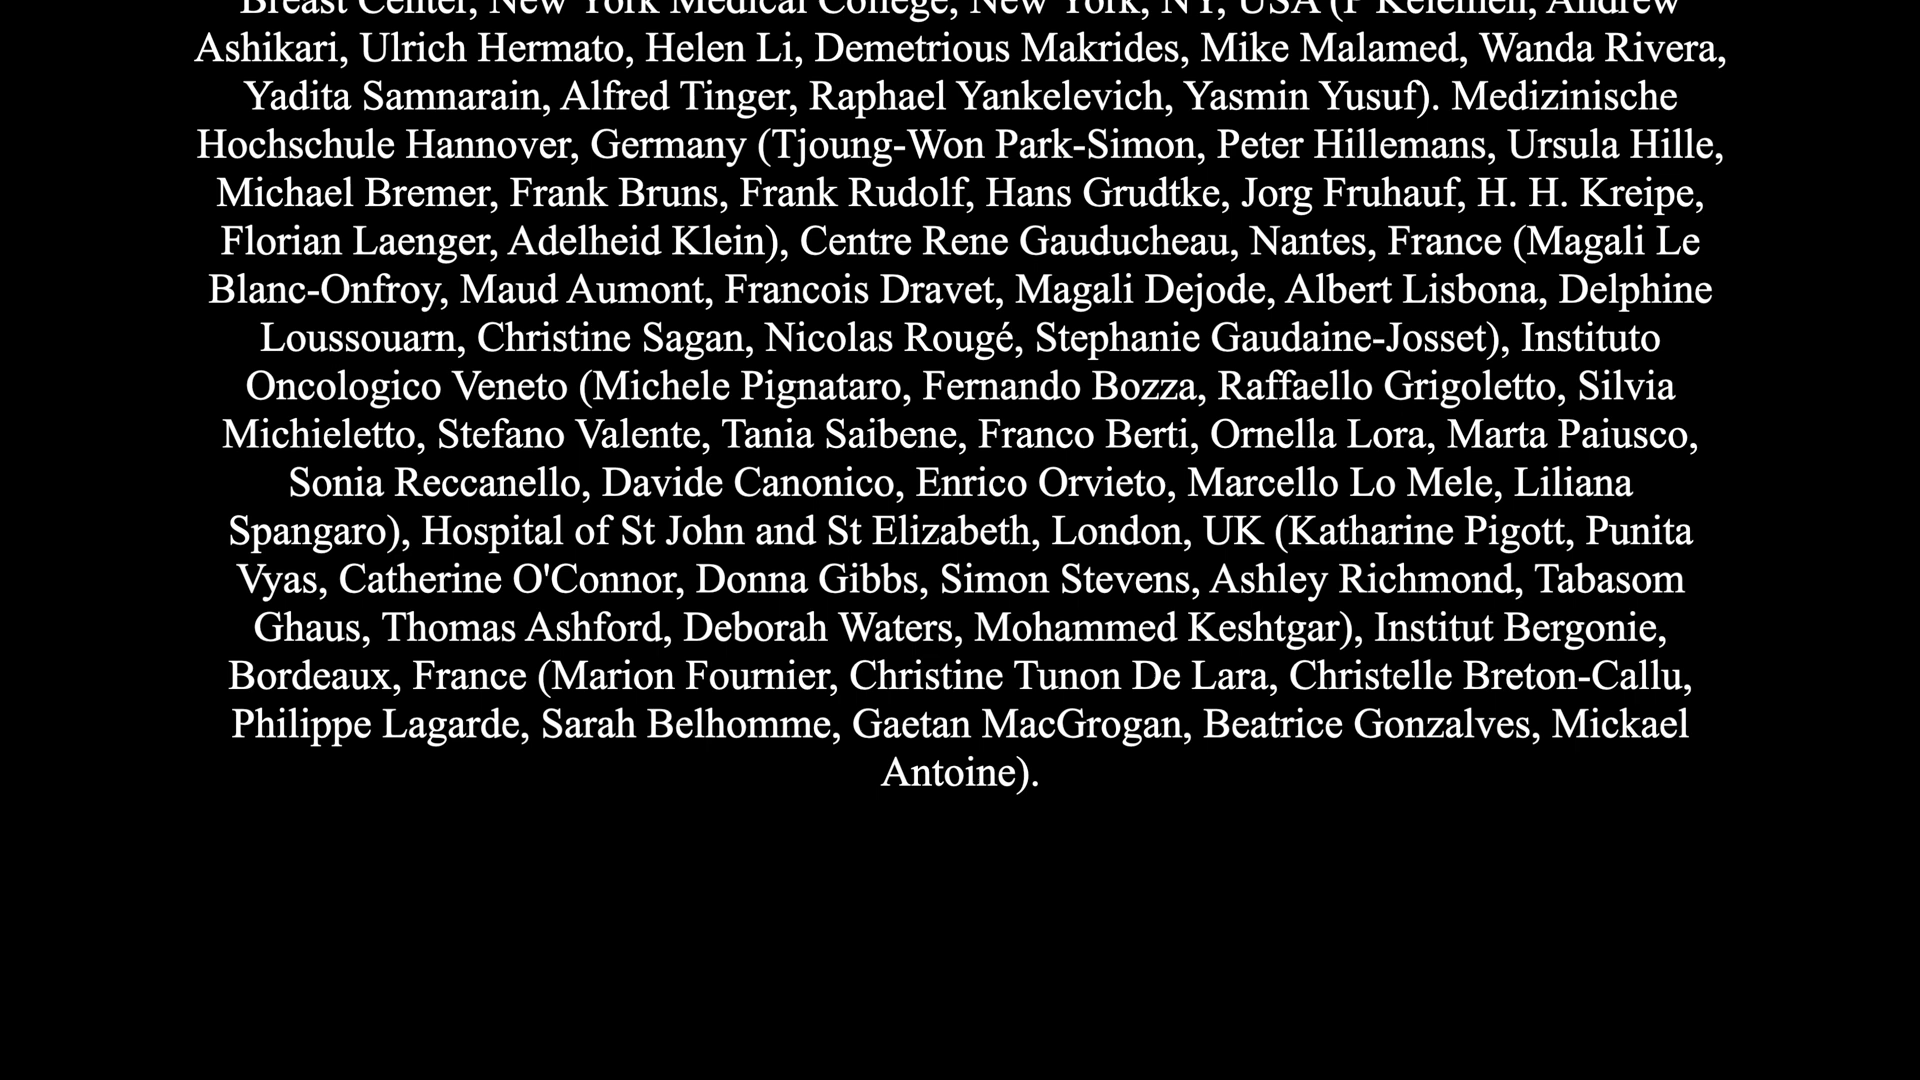 Breast Center, New York Medical College, New York, NY, USA (P Kelemen, Andrew
Ashikari, Ulrich Hermato, Helen Li, Demetrious Makrides, Mike Malamed, Wanda Rivera,
Yadita Samnarain, Alfred Tinger, Raphael Yankelevich, Yasmin Yusuf). Medizinische
Hochschule Hannover, Germany (Tjoung-Won Park-Simon, Peter Hillemans, Ursula Hille,
Michael Bremer, Frank Bruns, Frank Rudolf, Hans Grudtke, Jorg Fruhauf, H. H. Kreipe,
Florian Laenger, Adelheid Klein), Centre Rene Gauducheau, Nantes, France (Magali Le
Blanc-Onfroy, Maud Aumont, Francois Dravet, Magali Dejode, Albert Lisbona, Delphine
Loussouarn, Christine Sagan, Nicolas Rougé, Stephanie Gaudaine-Josset), Instituto
Oncologico Veneto (Michele Pignataro, Fernando Bozza, Raffaello Grigoletto, Silvia
Michieletto, Stefano Valente, Tania Saibene, Franco Berti, Ornella Lora, Marta Paiusco,
Sonia Reccanello, Davide Canonico, Enrico Orvieto, Marcello Lo Mele, Liliana
Spangaro), Hospital of St John and St Elizabeth, London, UK (Katharine Pigott, Punita
Vyas, Catherine O'Connor, Donna Gibbs, Simon Stevens, Ashley Richmond, Tabasom
Ghaus, Thomas Ashford, Deborah Waters, Mohammed Keshtgar), Institut Bergonie,
Bordeaux, France (Marion Fournier, Christine Tunon De Lara, Christelle Breton-Callu,
Philippe Lagarde, Sarah Belhomme, Gaetan MacGrogan, Beatrice Gonzalves, Mickael
Antoine).